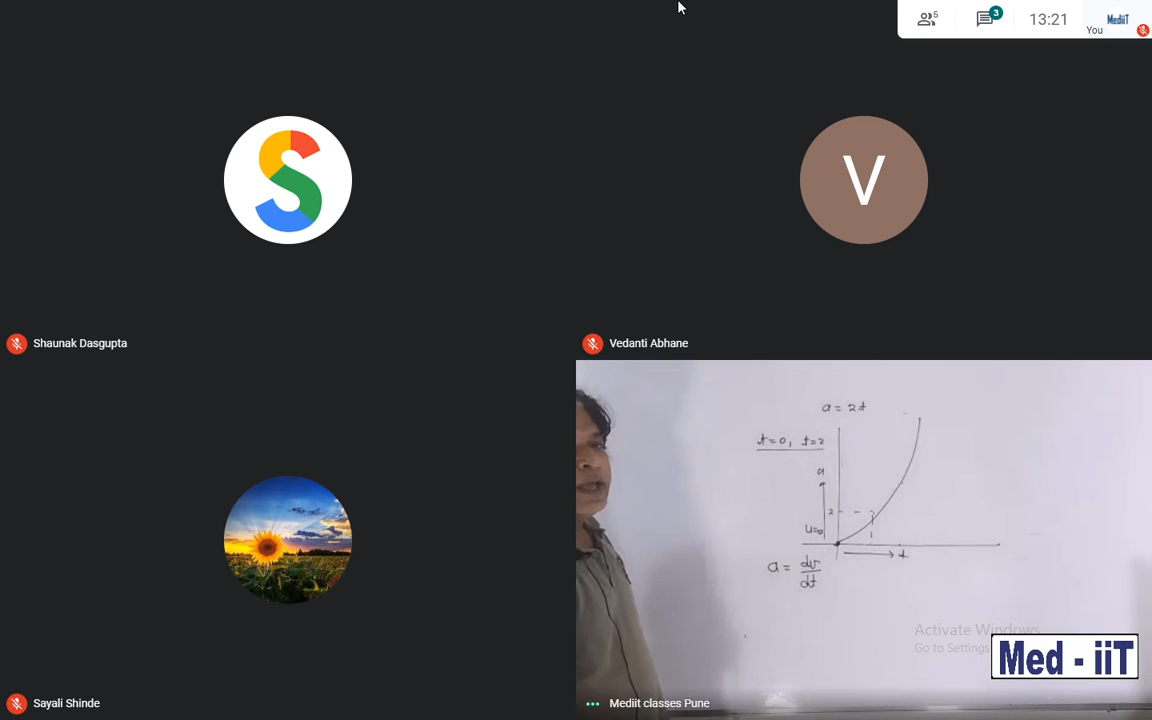 5
3
13:21
MediiT
You
S
V
Shaunak Dasgupta
Vedanti Abhane
a = 2t
t=0, t=2
a
2
u=0
1
t
a = dv
dt
Activate Windows
Go to Settings
Med - iiT
Sayali Shinde
Mediit classes Pune